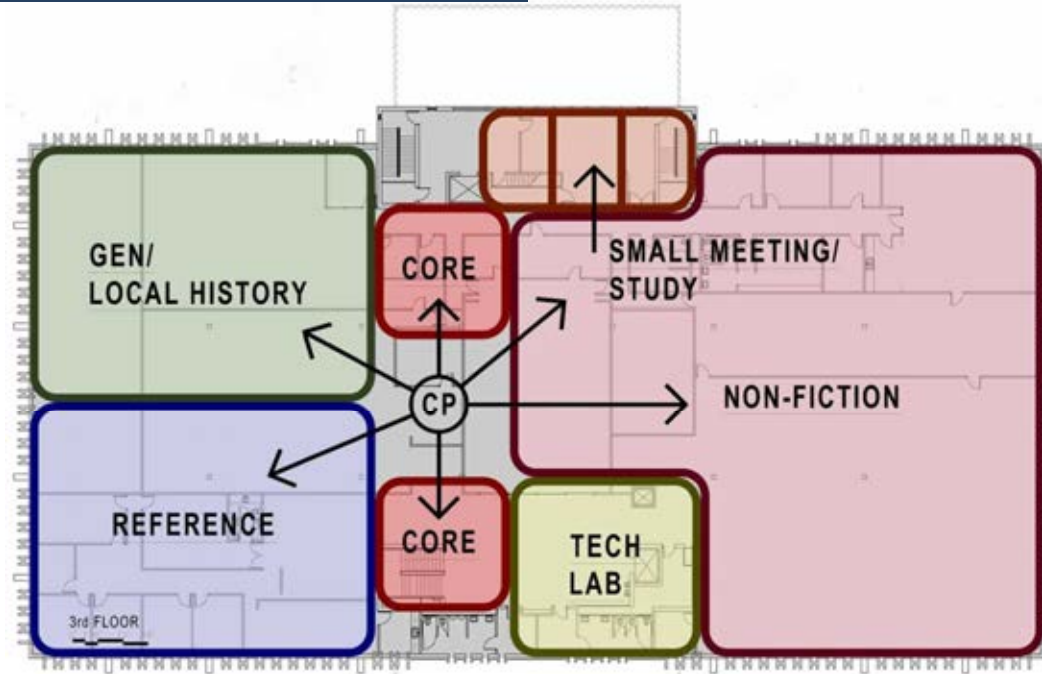 GEN/
LOCAL HISTORY
CORE
SMALL MEETING/
STUDY
CP
NON-FICTION
REFERENCE
CORE
TECH
LAB
3rd FLOOR